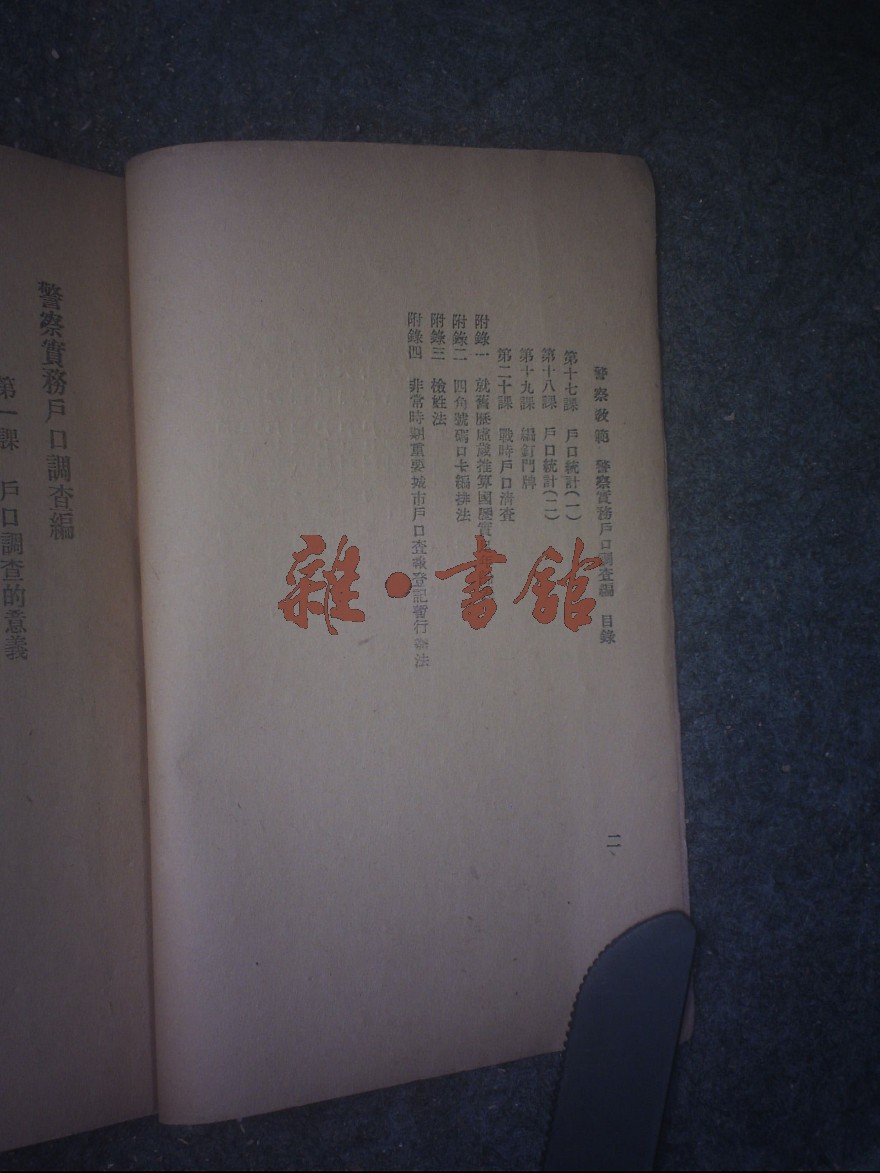 警察教範 警察實務戶口調查編 目錄
第十七課 戶口統計(一)
第十八課 戶口統計(二)
第十九課 編釘門牌
第二十課 戰時戶口清查
附錄一 就舊歷虛歲推算國歷實
附錄二 四角號碼口卡編排法
附錄三 檢姓法
附錄四 非常時期重要城市戶口查報登記暫行辦法
二
警察實務戶口調查編
第一課 戶口調查的意義
雜·書館